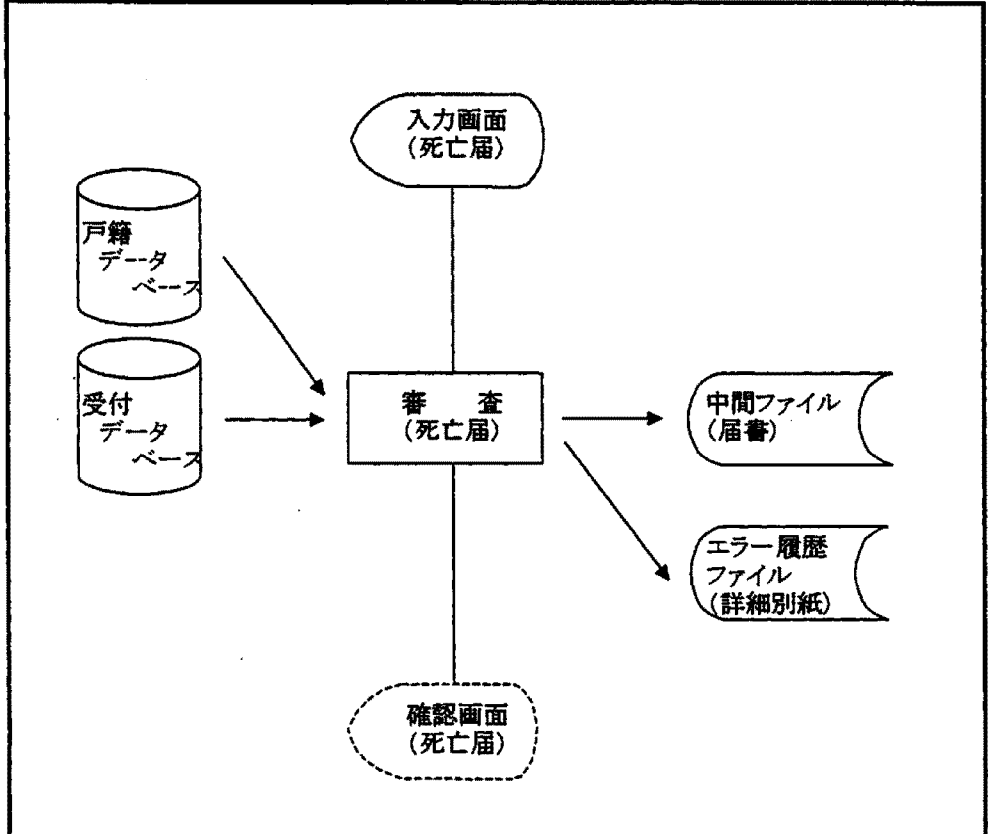 入力画面
(死亡届)
戸籍
データ
ベース
受付
データ
ベース
審 査
(死亡届)
中間ファイル
(届書)
エラー履歴
ファイル
(詳細別紙)
確認画面
(死亡届)